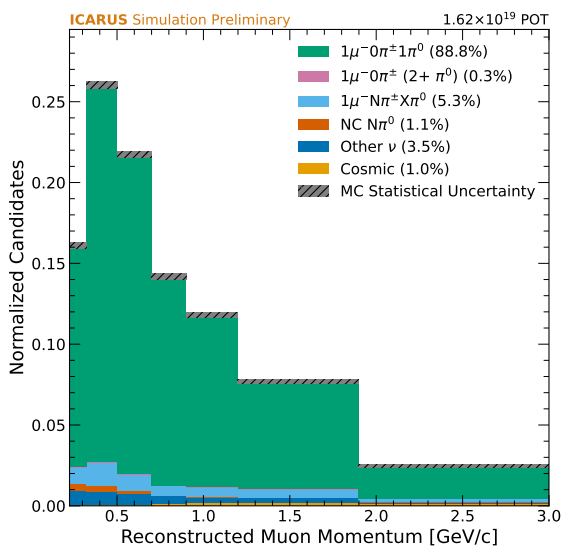 ICARUS Simulation Preliminary
1.62×10¹⁹ POT
1μ⁻0π±1π⁰ (88.8%)
1μ⁻0π± (2+ π⁰) (0.3%)
1μ⁻Nπ±Xπ⁰ (5.3%)
NC Nπ⁰ (1.1%)
Other ν (3.5%)
Cosmic (1.0%)
MC Statistical Uncertainty
Normalized Candidates
0.25
0.20
0.15
0.10
0.05
0.00
0.5 1.0 1.5 2.0 2.5 3.0
Reconstructed Muon Momentum [GeV/c]